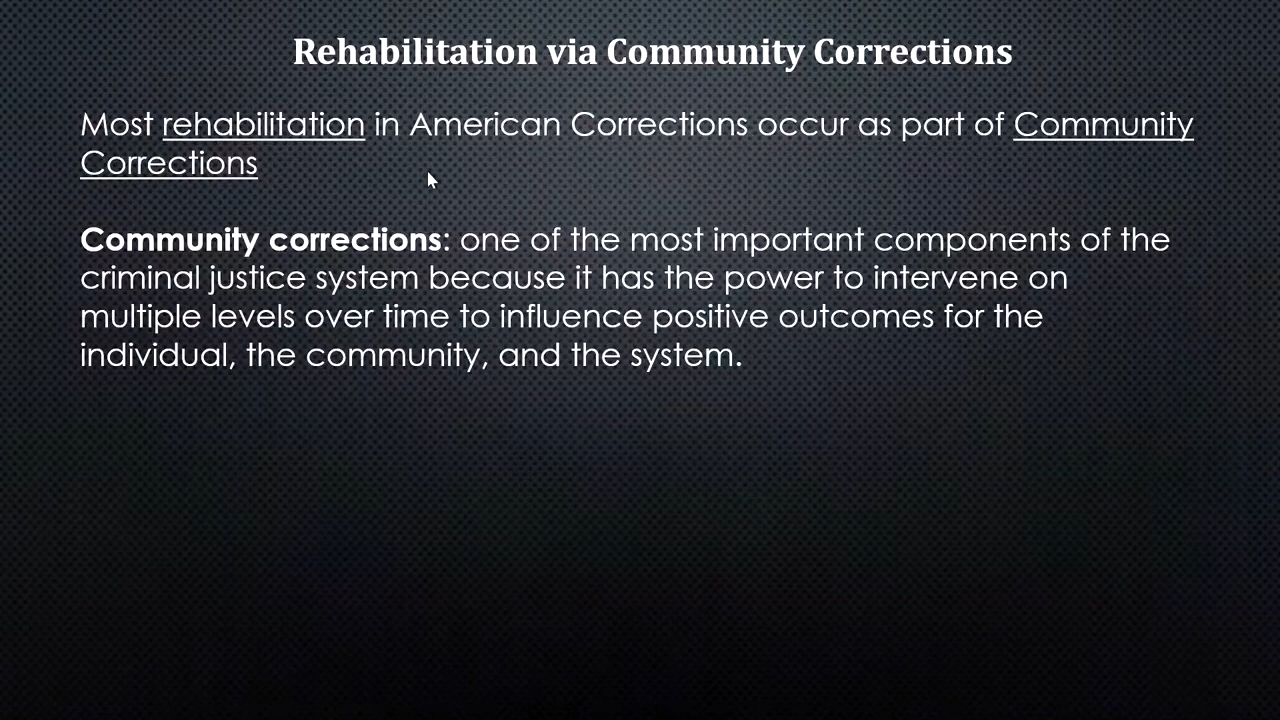 Rehabilitation via Community Corrections
Most rehabilitation in American Corrections occur as part of Community
Corrections
Community corrections: one of the most important components of the
criminal justice system because it has the power to intervene on
multiple levels over time to influence positive outcomes for the
individual, the community, and the system.